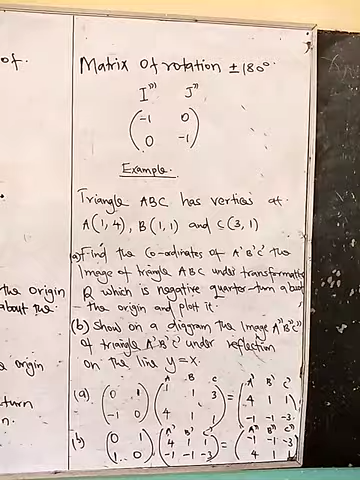 of.
the origin
about the
origin
turn
n.
Matrix of rotation ±180°.
I''' J''
(-1 0
0 -1)
Example.
Triangle ABC has vertices at
A(1,4), B(1,1) and C(3,1)
(a) Find the Co-ordinates of A'B'C' the
Image of triangle ABC under transformatio
R which is negative quarter-turn about
the origin and plot it.
(b) Show on a diagram the Image A''B''C''
of triangle A'B'C' under reflection
on the line y=x.
A B C A' B' C'
(a) (0 1 (1 1 3 = (4 1 1
-1 0) 4 1 1) -1 -1 -3)
A' B' C' A'' B'' C''
(b) (0 1 (4 1 1 = (-1 -1 -3
1 0) -1 -1 -3) 4 1 1)